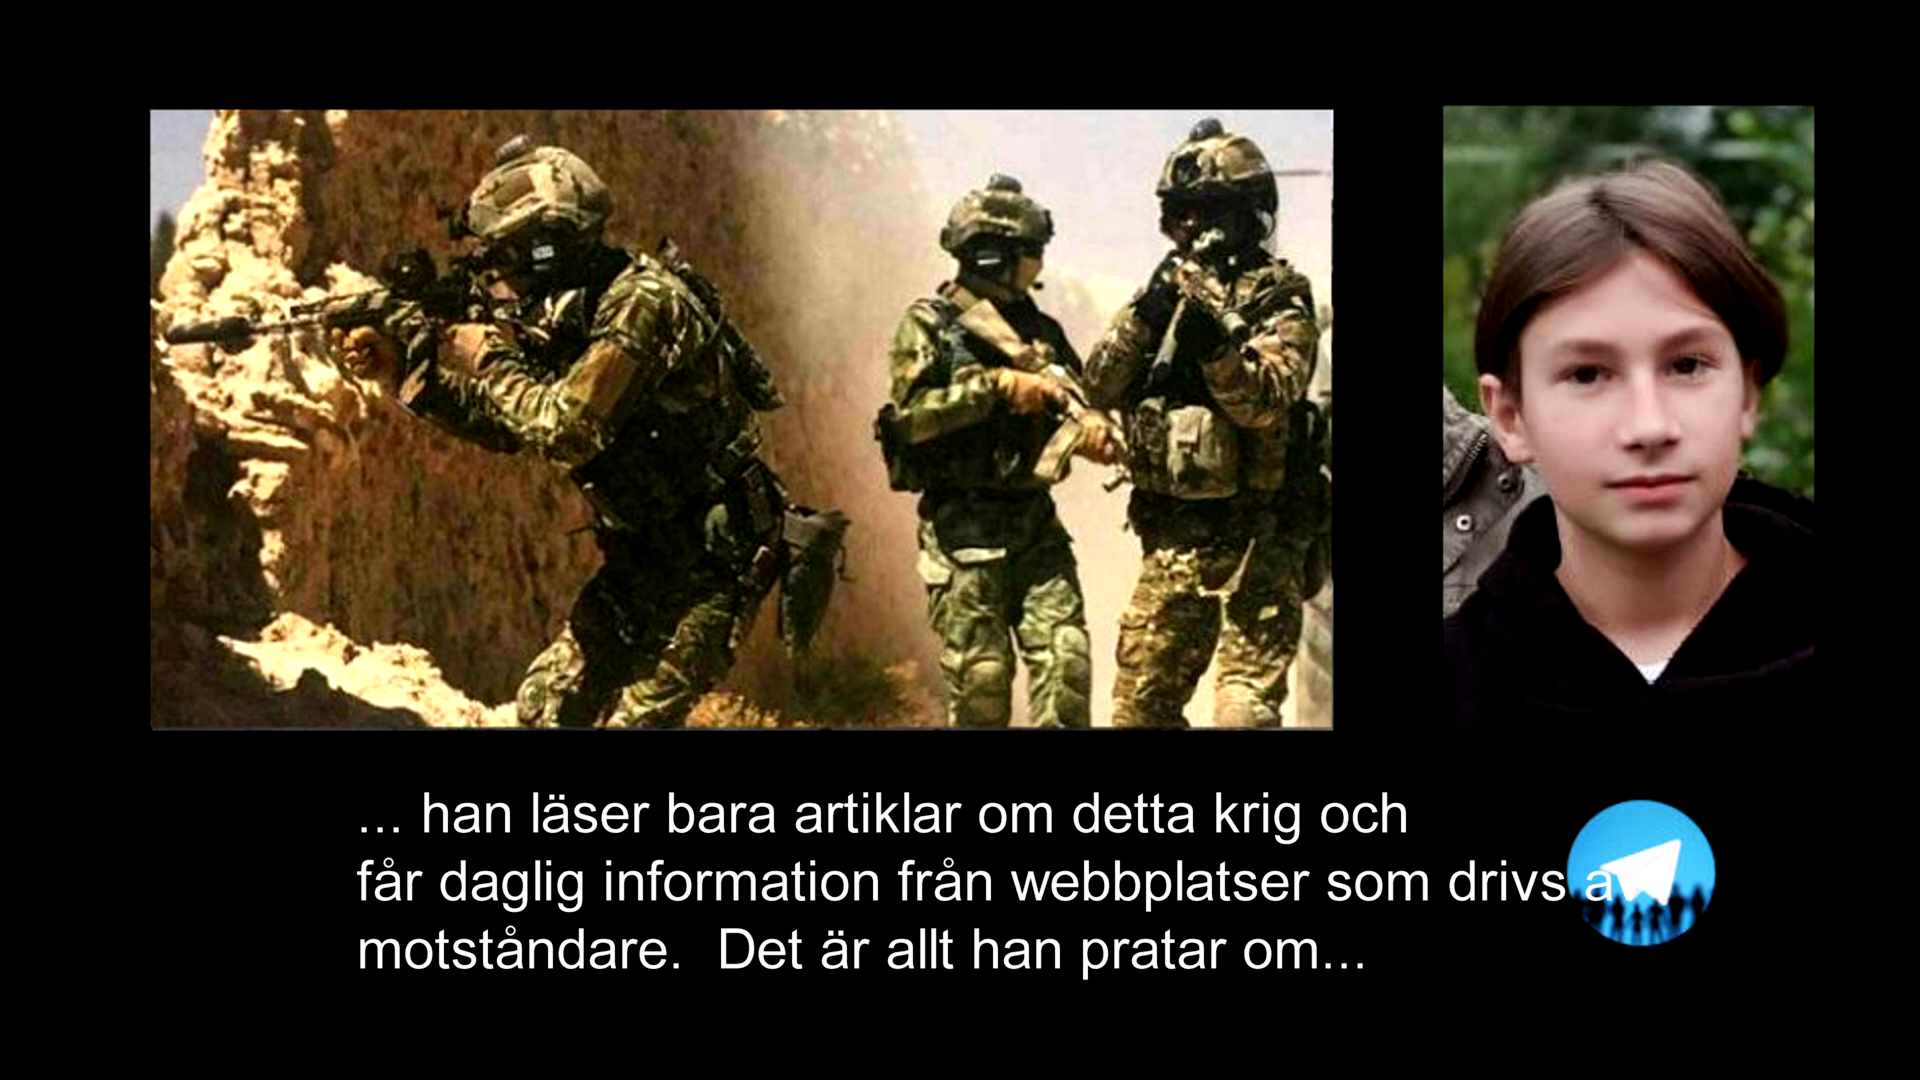 ... han läser bara artiklar om detta krig och
får daglig information från webbplatser som drivs a
motståndare.  Det är allt han pratar om...